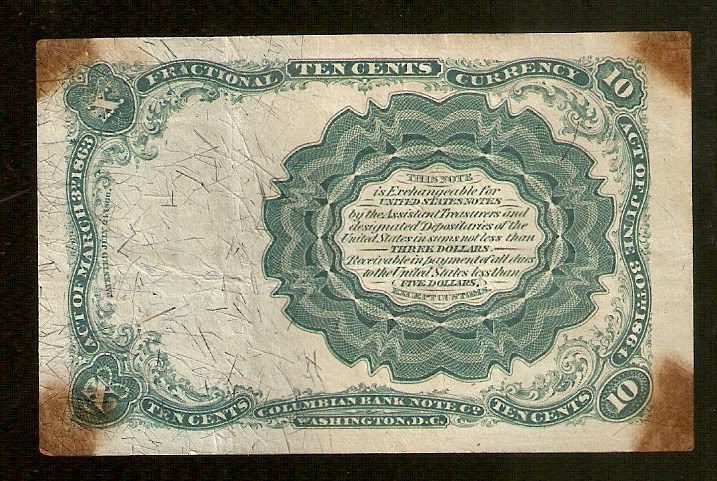 FRACTIONAL TEN CENTS CURRENCY
X
10
ACT OF MARCH 3RD 1863
ACT OF JUNE 30TH 1864
THIS NOTE
is Exchangeable for
UNITED STATES NOTES
by the Assistant Treasurers and
designated Depositaries of the
United States in sums not less than
THREE DOLLARS.
Receivable in payment of all dues
to the United States less than
FIVE DOLLARS,
EXCEPT CUSTOMS.
X
TEN CENTS
COLUMBIAN BANK NOTE CO.
WASHINGTON, D.C.
TEN CENTS
10